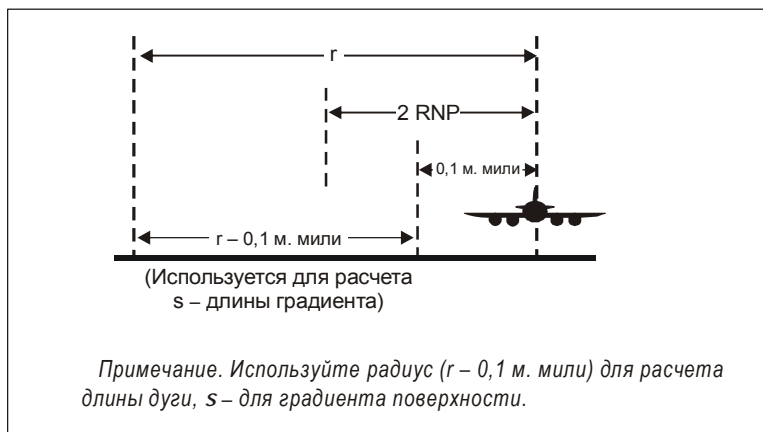 r
2 RNP
0,1 м. мили
r – 0,1 м. мили
(Используется для расчета
s – длины градиента)
Примечание. Используйте радиус (r – 0,1 м. мили) для расчета
длины дуги, s – для градиента поверхности.